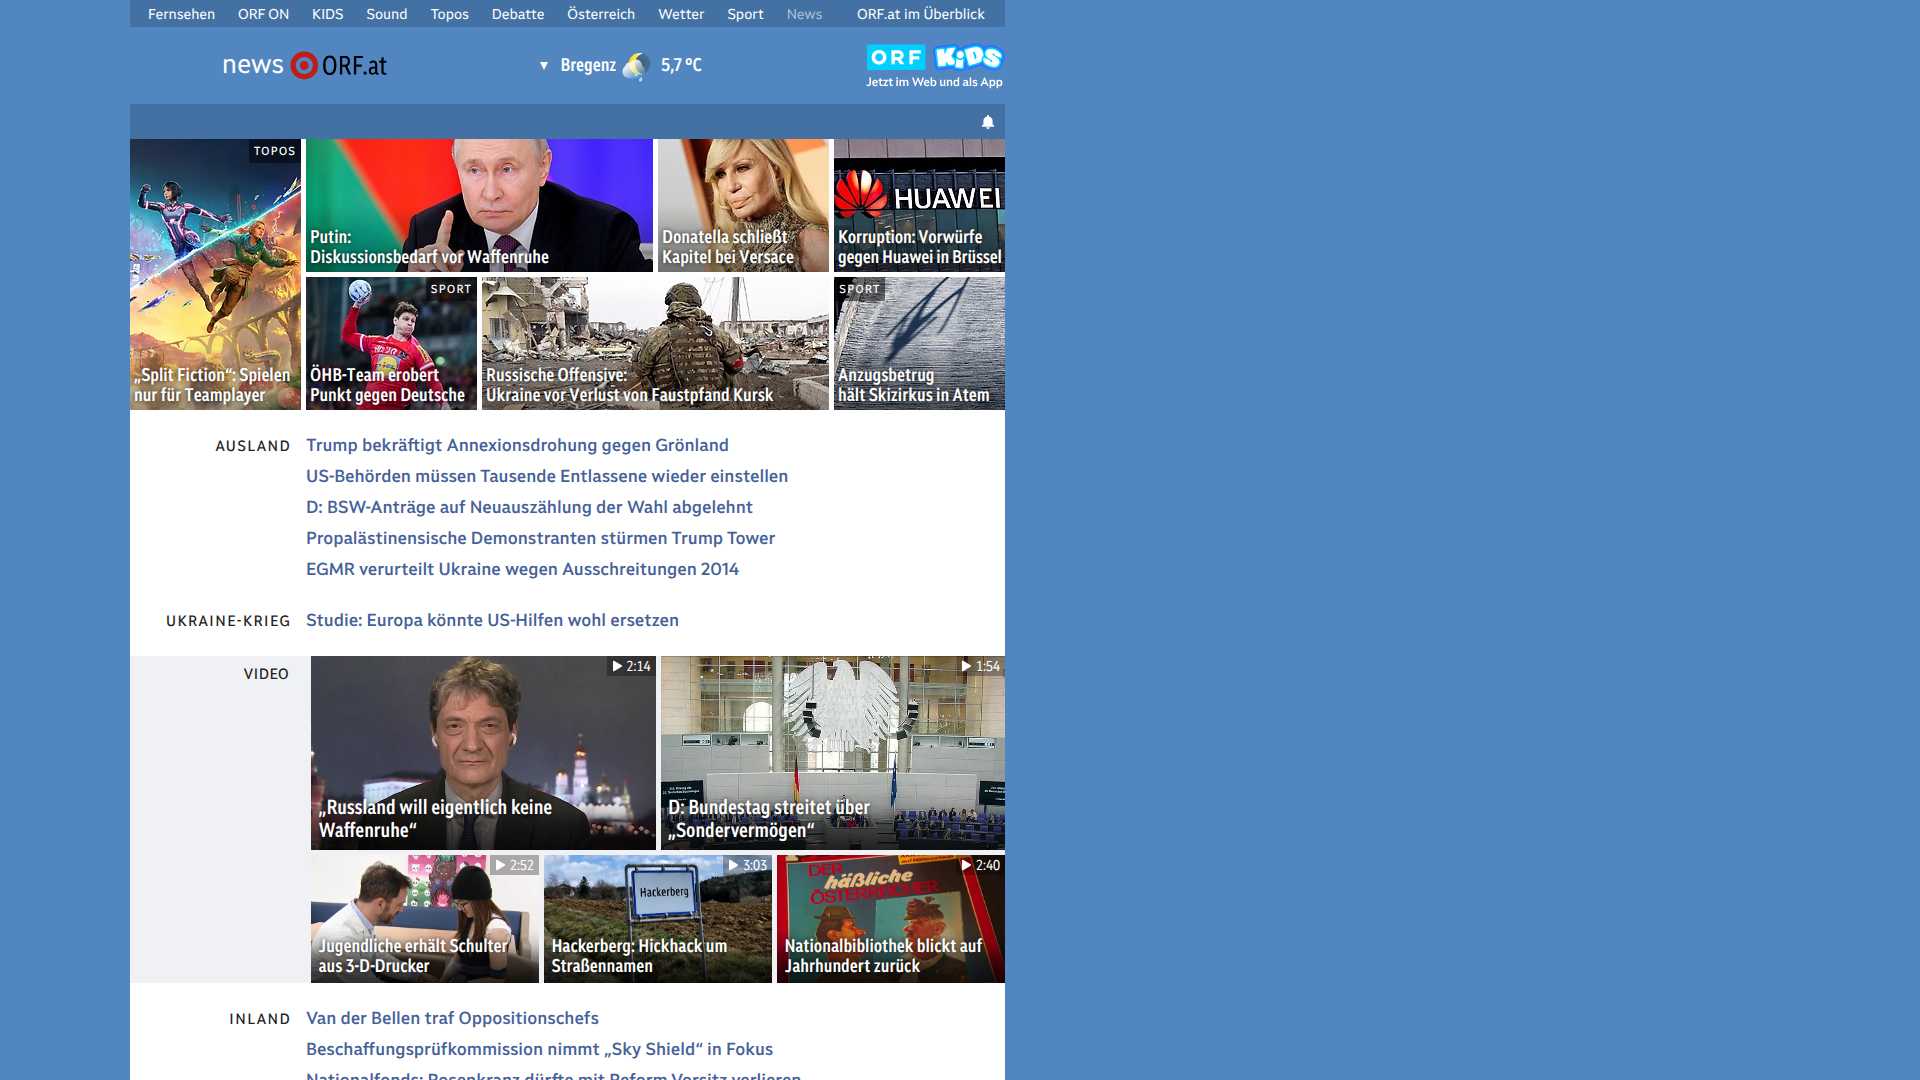 Fernsehen ORF ON KIDS Sound Topos Debatte Österreich Wetter Sport News ORF.at im Überblick
news ORF.at
▼ Bregenz 5,7 °C
ORF KiDS
Jetzt im Web und als App
TOPOS
„Split Fiction“: Spielen
nur für Teamplayer
Putin:
Diskussionsbedarf vor Waffenruhe
Donatella schließt
Kapitel bei Versace
HUAWEI
Korruption: Vorwürfe
gegen Huawei in Brüssel
SPORT
ÖHB-Team erobert
Punkt gegen Deutsche
Russische Offensive:
Ukraine vor Verlust von Faustpfand Kursk
SPORT
Anzugsbetrug
hält Skizirkus in Atem
AUSLAND
Trump bekräftigt Annexionsdrohung gegen Grönland
US-Behörden müssen Tausende Entlassene wieder einstellen
D: BSW-Anträge auf Neuauszählung der Wahl abgelehnt
Propalästinensische Demonstranten stürmen Trump Tower
EGMR verurteilt Ukraine wegen Ausschreitungen 2014
UKRAINE-KRIEG
Studie: Europa könnte US-Hilfen wohl ersetzen
VIDEO
2:14
„Russland will eigentlich keine
Waffenruhe“
1:54
D: Bundestag streitet über
„Sondervermögen“
2:52
Jugendliche erhält Schulter
aus 3-D-Drucker
3:03
Hackerberg
Hackerberg: Hickhack um
Straßennamen
2:40
DER
häßliche
ÖSTERREICHER
Nationalbibliothek blickt auf
Jahrhundert zurück
INLAND
Van der Bellen traf Oppositionschefs
Beschaffungsprüfkommission nimmt „Sky Shield“ in Fokus
Nationalfonds: Rosenkranz dürfte mit Reform Vorsitz verlieren